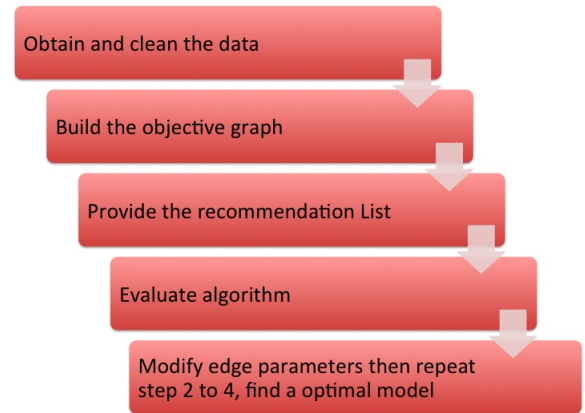 Obtain and clean the data
Build the objective graph
Provide the recommendation List
Evaluate algorithm
Modify edge parameters then repeat
step 2 to 4, find a optimal model